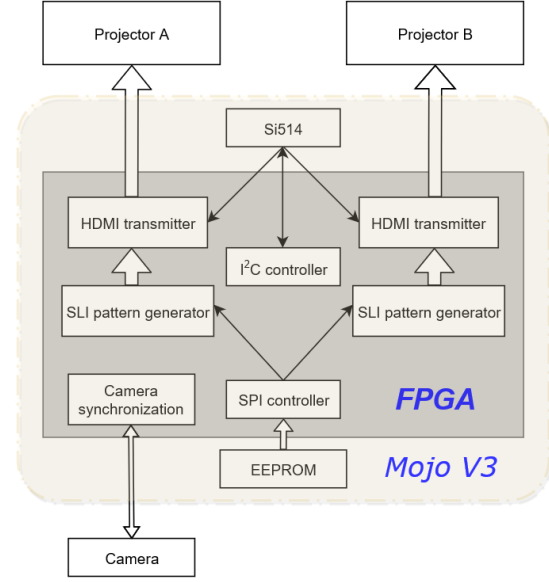 Projector A
Projector B
Si514
HDMI transmitter
HDMI transmitter
I²C controller
SLI pattern generator
SLI pattern generator
Camera
synchronization
SPI controller
FPGA
EEPROM
Mojo V3
Camera